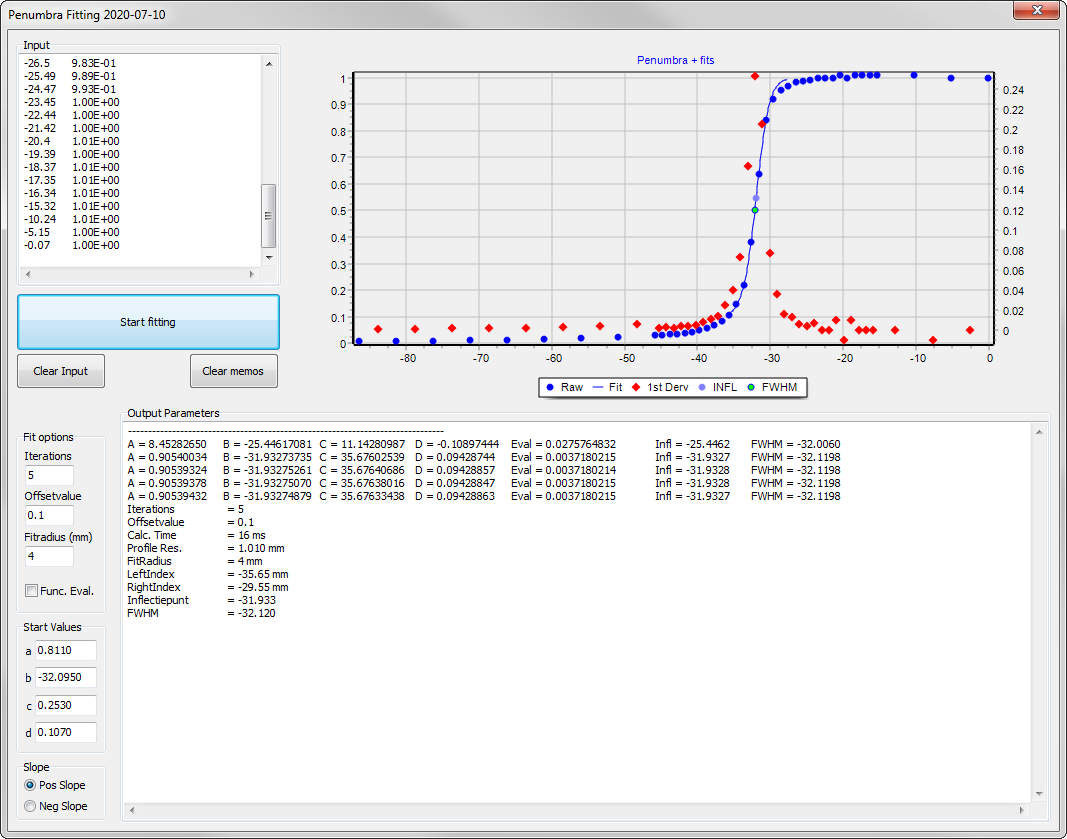 Penumbra Fitting 2020-07-10
Input
-26.5 9.83E-01
-25.49 9.89E-01
-24.47 9.93E-01
-23.45 1.00E+00
-22.44 1.00E+00
-21.42 1.00E+00
-20.4 1.01E+00
-19.39 1.00E+00
-18.37 1.01E+00
-17.35 1.01E+00
-16.34 1.01E+00
-15.32 1.01E+00
-10.24 1.01E+00
-5.15 1.00E+00
-0.07 1.00E+00
Start fitting
Clear Input
Clear memos
Penumbra + fits
1
0.9
0.8
0.7
0.6
0.5
0.4
0.3
0.2
0.1
0
0.24
0.22
0.2
0.18
0.16
0.14
0.12
0.1
0.08
0.06
0.04
0.02
0
-80 -70 -60 -50 -40 -30 -20 -10 0
Raw Fit 1st Derv INFL FWHM
Fit options
Iterations
5
Offsetvalue
0.1
Fitradius (mm)
4
Func. Eval.
Start Values
a 0.8110
b -32.0950
c 0.2530
d 0.1070
Slope
Pos Slope
Neg Slope
Output Parameters
--------------------------------------------------------------------------------
A = 8.45282650 B = -25.44617081 C = 11.14280987 D = -0.10897444 Eval = 0.0275764832 Infl = -25.4462 FWHM = -32.0060
A = 0.90540034 B = -31.93273735 C = 35.67602539 D = 0.09428744 Eval = 0.0037180215 Infl = -31.9327 FWHM = -32.1198
A = 0.90539324 B = -31.93275261 C = 35.67640686 D = 0.09428857 Eval = 0.0037180214 Infl = -31.9328 FWHM = -32.1198
A = 0.90539378 B = -31.93275070 C = 35.67638016 D = 0.09428847 Eval = 0.0037180215 Infl = -31.9328 FWHM = -32.1198
A = 0.90539432 B = -31.93274879 C = 35.67633438 D = 0.09428863 Eval = 0.0037180215 Infl = -31.9327 FWHM = -32.1198
Iterations = 5
Offsetvalue = 0.1
Calc. Time = 16 ms
Profile Res. = 1.010 mm
FitRadius = 4 mm
LeftIndex = -35.65 mm
RightIndex = -29.55 mm
Inflectiepunt = -31.933
FWHM = -32.120